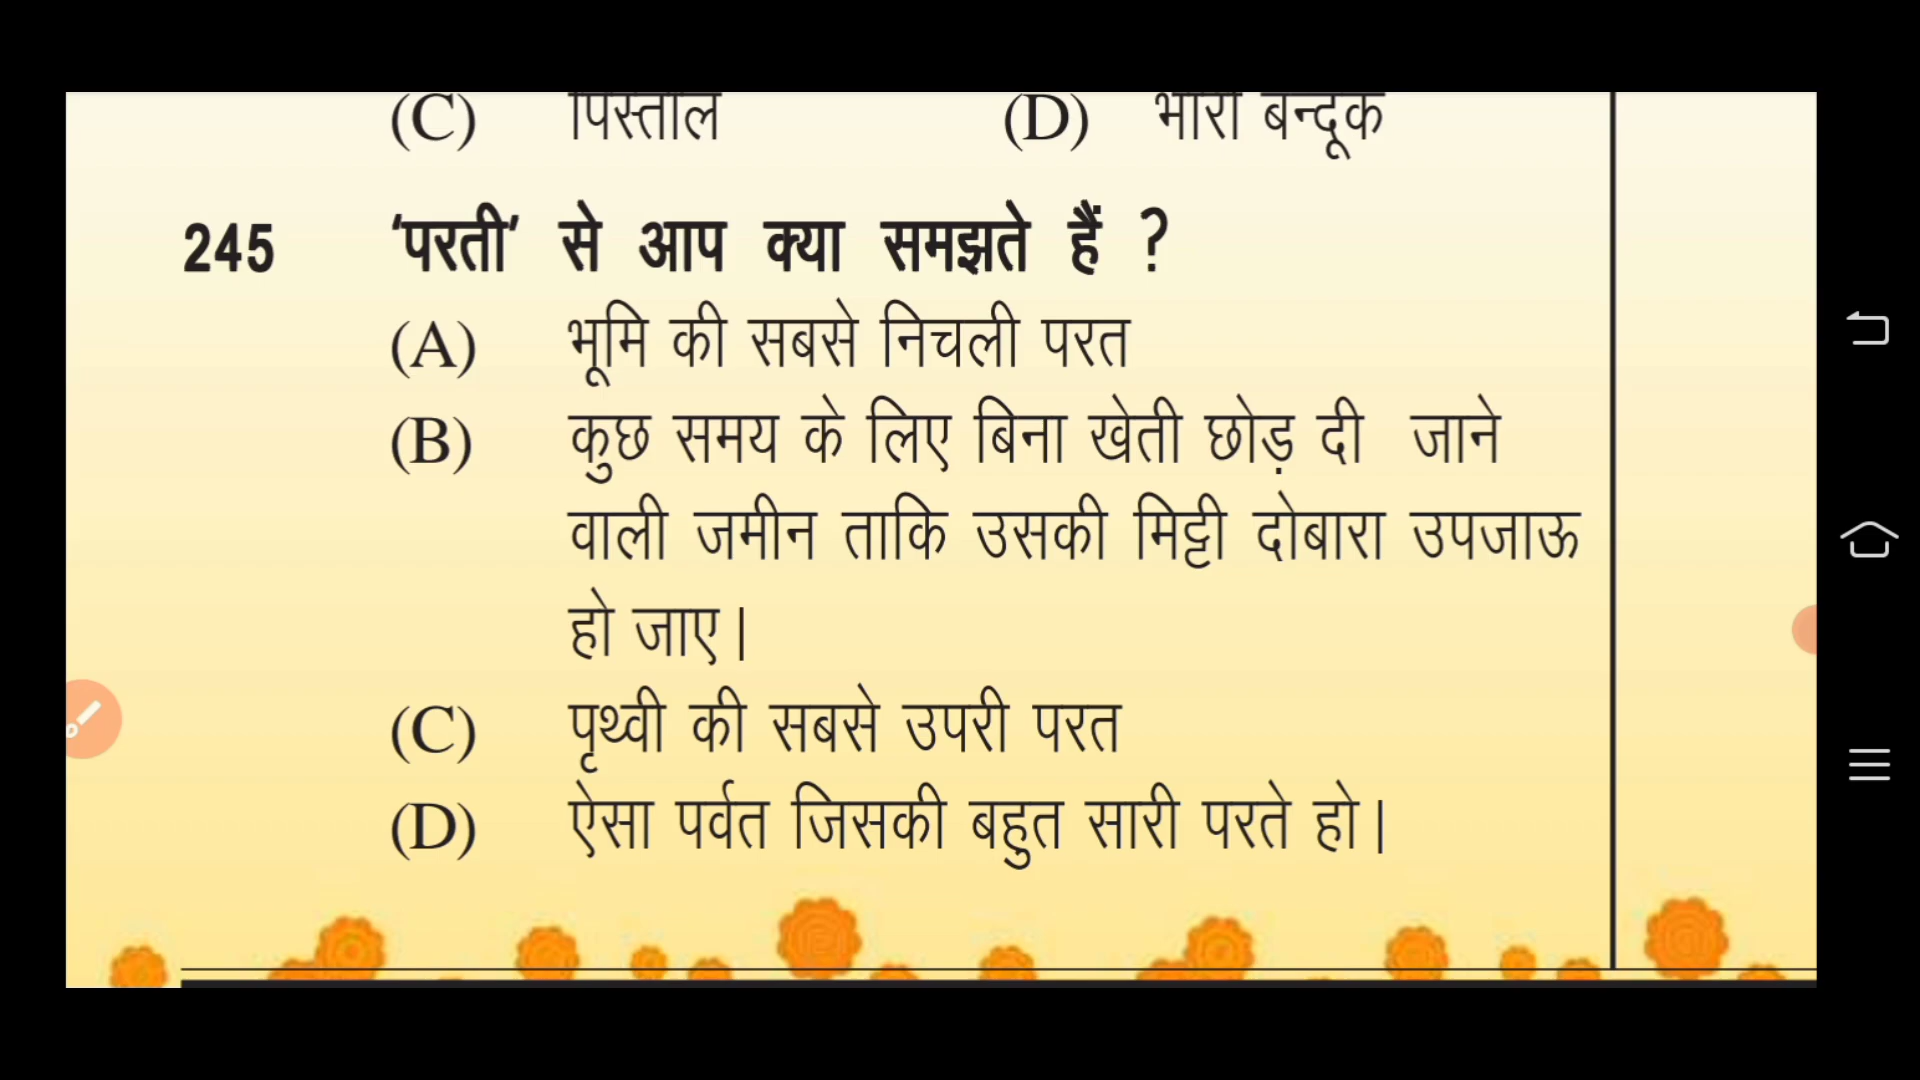 (C) पिस्तौल (D) भारी बन्दूक
245 ‘परती’ से आप क्या समझते हैं ?
(A) भूमि की सबसे निचली परत
(B) कुछ समय के लिए बिना खेती छोड़ दी जाने
वाली जमीन ताकि उसकी मिट्टी दोबारा उपजाऊ
हो जाए।
(C) पृथ्वी की सबसे उपरी परत
(D) ऐसा पर्वत जिसकी बहुत सारी परते हो।